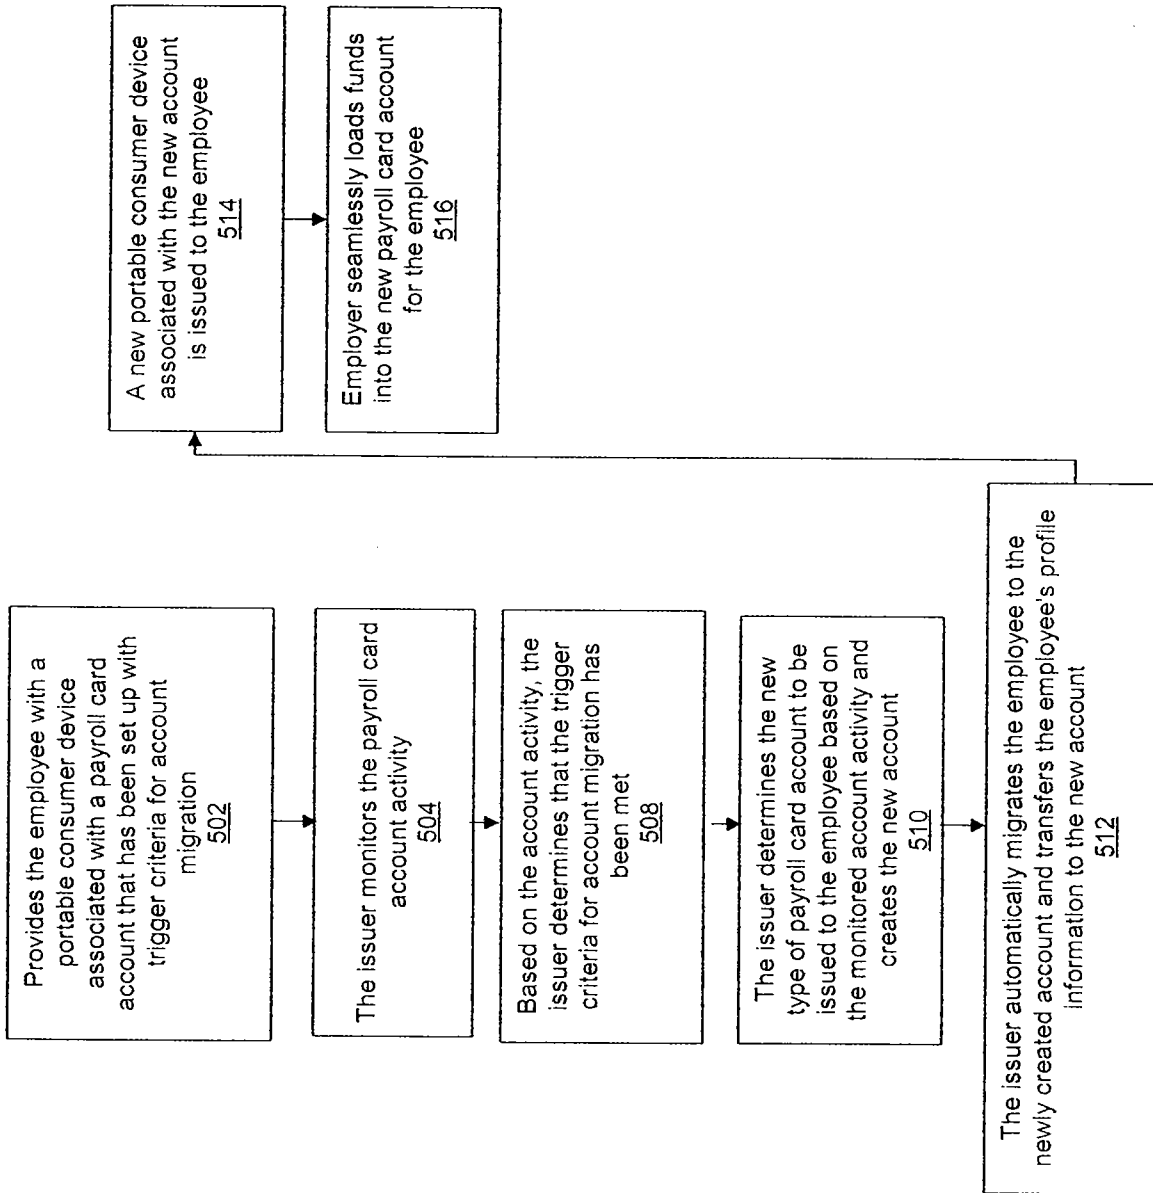 Provides the employee with a
portable consumer device
associated with a payroll card
account that has been set up with
trigger criteria for account
migration
502
The issuer monitors the payroll card
account activity
504
Based on the account activity, the
issuer determines that the trigger
criteria for account migration has
been met
508
The issuer determines the new
type of payroll card account to be
issued to the employee based on
the monitored account activity and
creates the new account
510
The issuer automatically migrates the employee to the
newly created account and transfers the employee's profile
information to the new account
512
A new portable consumer device
associated with the new account
is issued to the employee
514
Employer seamlessly loads funds
into the new payroll card account
for the employee
516